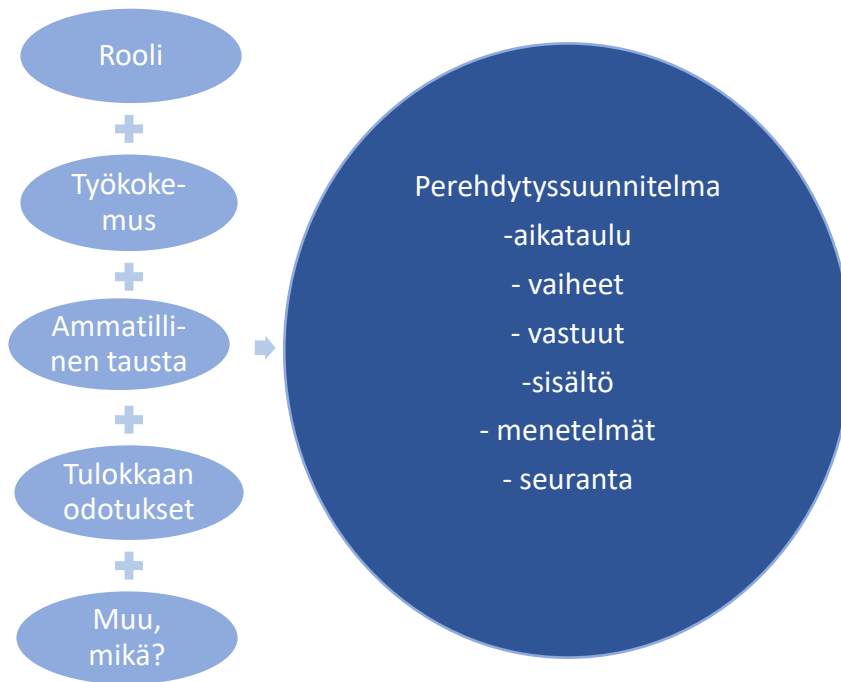 Rooli
Työkoke-
mus
Ammatilli-
nen tausta
Tulokkaan
odotukset
Muu,
mikä?
Perehdytyssuunnitelma
-aikataulu
- vaiheet
- vastuut
-sisältö
- menetelmät
- seuranta